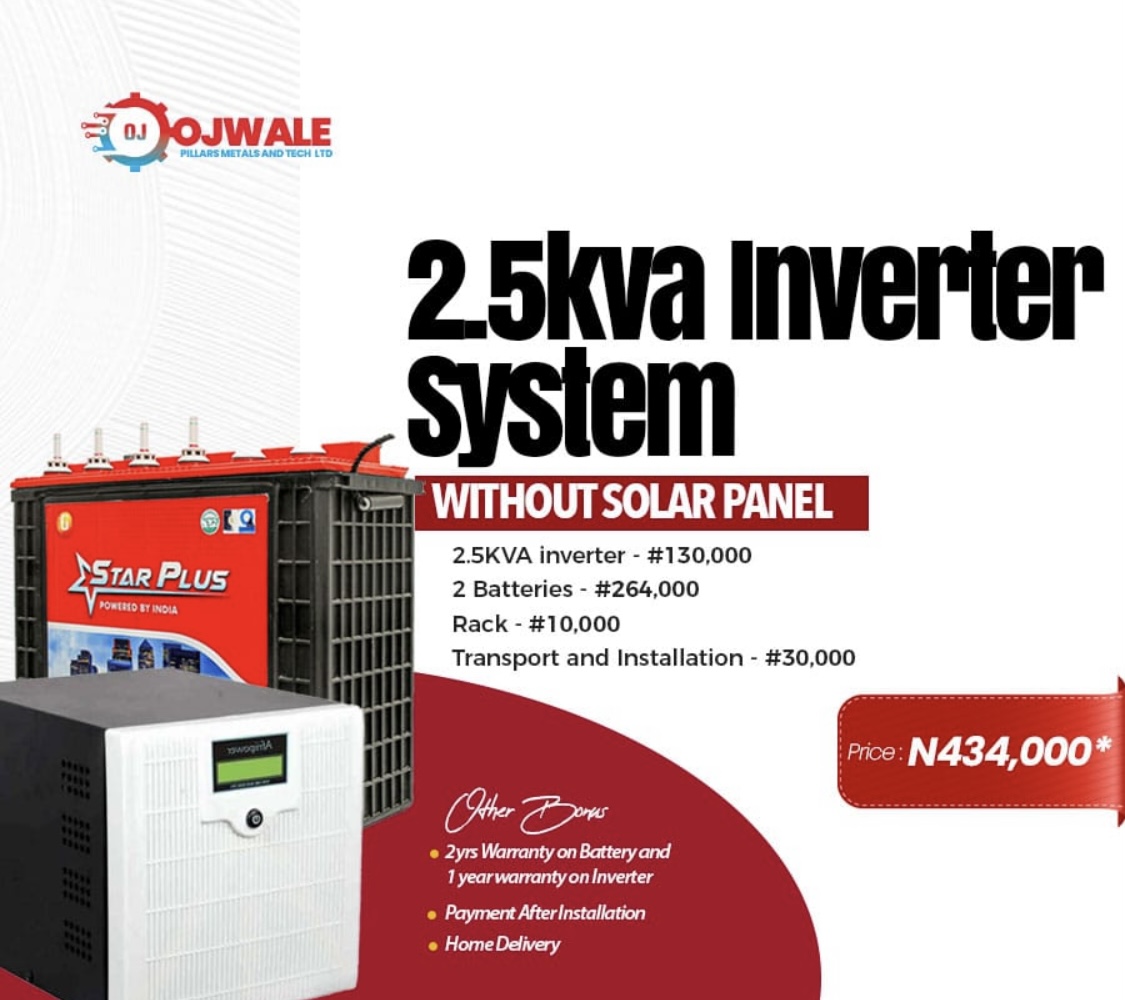 OJ OJWALE
PILLARS METALS AND TECH LTD
2.5kva Inverter
System
WITHOUT SOLAR PANEL
2.5KVA inverter - #130,000
2 Batteries - #264,000
Rack - #10,000
Transport and Installation - #30,000
STAR PLUS
POWERED BY INDIA
Price : N434,000*
Afripower
Other Bonus
2yrs Warranty on Battery and
1 year warranty on Inverter
Payment After Installation
Home Delivery